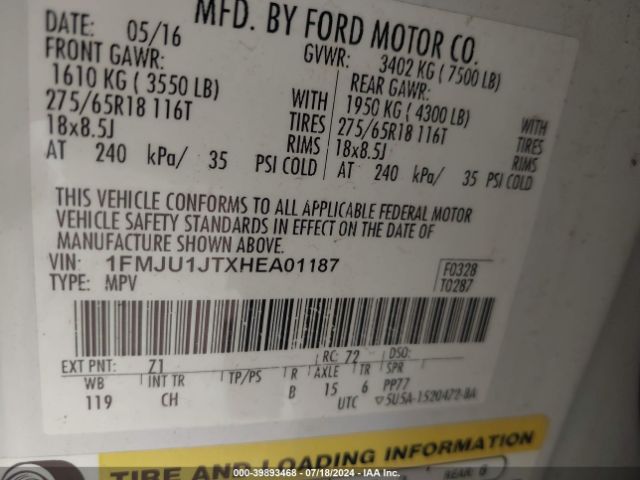 MFD. BY FORD MOTOR CO.
DATE: 05/16 GVWR: 3402 KG ( 7500 LB)
FRONT GAWR: REAR GAWR:
1610 KG ( 3550 LB) 1950 KG ( 4300 LB)
275/65R18 116T WITH TIRES 275/65R18 116T WITH TIRES
18x8.5J RIMS 18x8.5J RIMS
AT 240 kPa/ 35 PSI COLD AT 240 kPa/ 35 PSI COLD
THIS VEHICLE CONFORMS TO ALL APPLICABLE FEDERAL MOTOR
VEHICLE SAFETY STANDARDS IN EFFECT ON THE DATE OF
MANUFACTURE SHOWN ABOVE.
VIN: 1FMJU1JTXHEA01187 F0328
TYPE: MPV T0287
EXT PNT: Z1 RC: 72 DSO:
WB INT TR TP/PS R AXLE TR SPR
119 CH B 15 6 PP77
UTC 5U5A-1520472-BA
TIRE AND LOADING INFORMATION
REAR
000-39893468 - 07/18/2024 - IAA Inc.